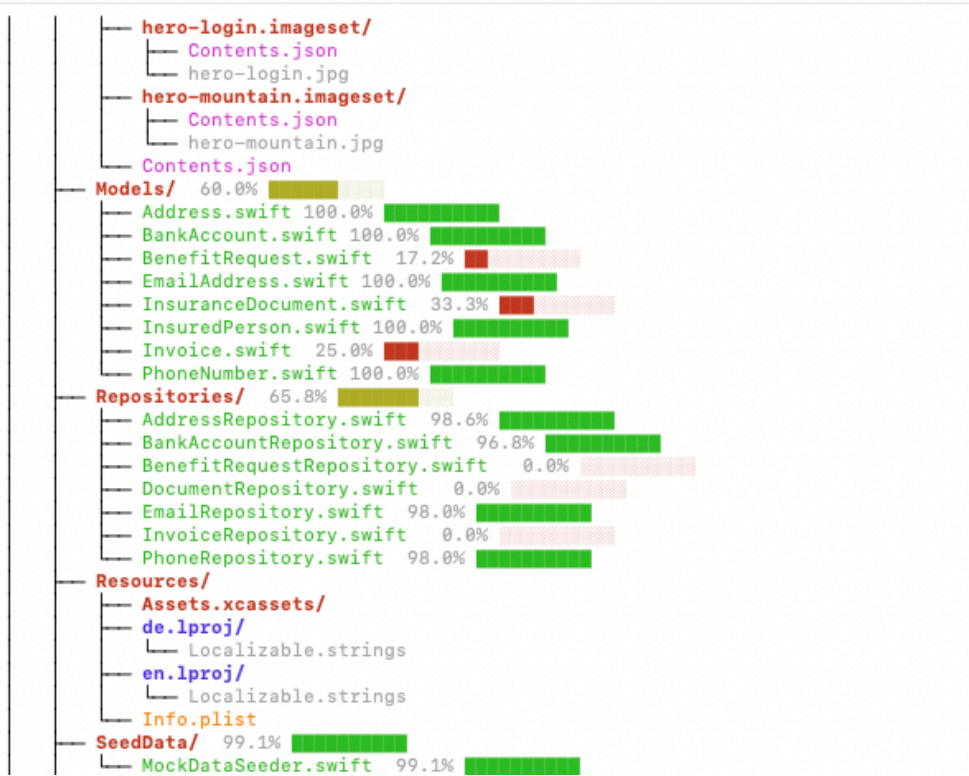 hero-login.imageset/
Contents.json
hero-login.jpg
hero-mountain.imageset/
Contents.json
hero-mountain.jpg
Contents.json
Models/ 60.0%
Address.swift 100.0%
BankAccount.swift 100.0%
BenefitRequest.swift 17.2%
EmailAddress.swift 100.0%
InsuranceDocument.swift 33.3%
InsuredPerson.swift 100.0%
Invoice.swift 25.0%
PhoneNumber.swift 100.0%
Repositories/ 65.8%
AddressRepository.swift 98.6%
BankAccountRepository.swift 96.8%
BenefitRequestRepository.swift 0.0%
DocumentRepository.swift 0.0%
EmailRepository.swift 98.0%
InvoiceRepository.swift 0.0%
PhoneRepository.swift 98.0%
Resources/
Assets.xcassets/
de.lproj/
Localizable.strings
en.lproj/
Localizable.strings
Info.plist
SeedData/ 99.1%
MockDataSeeder.swift 99.1%